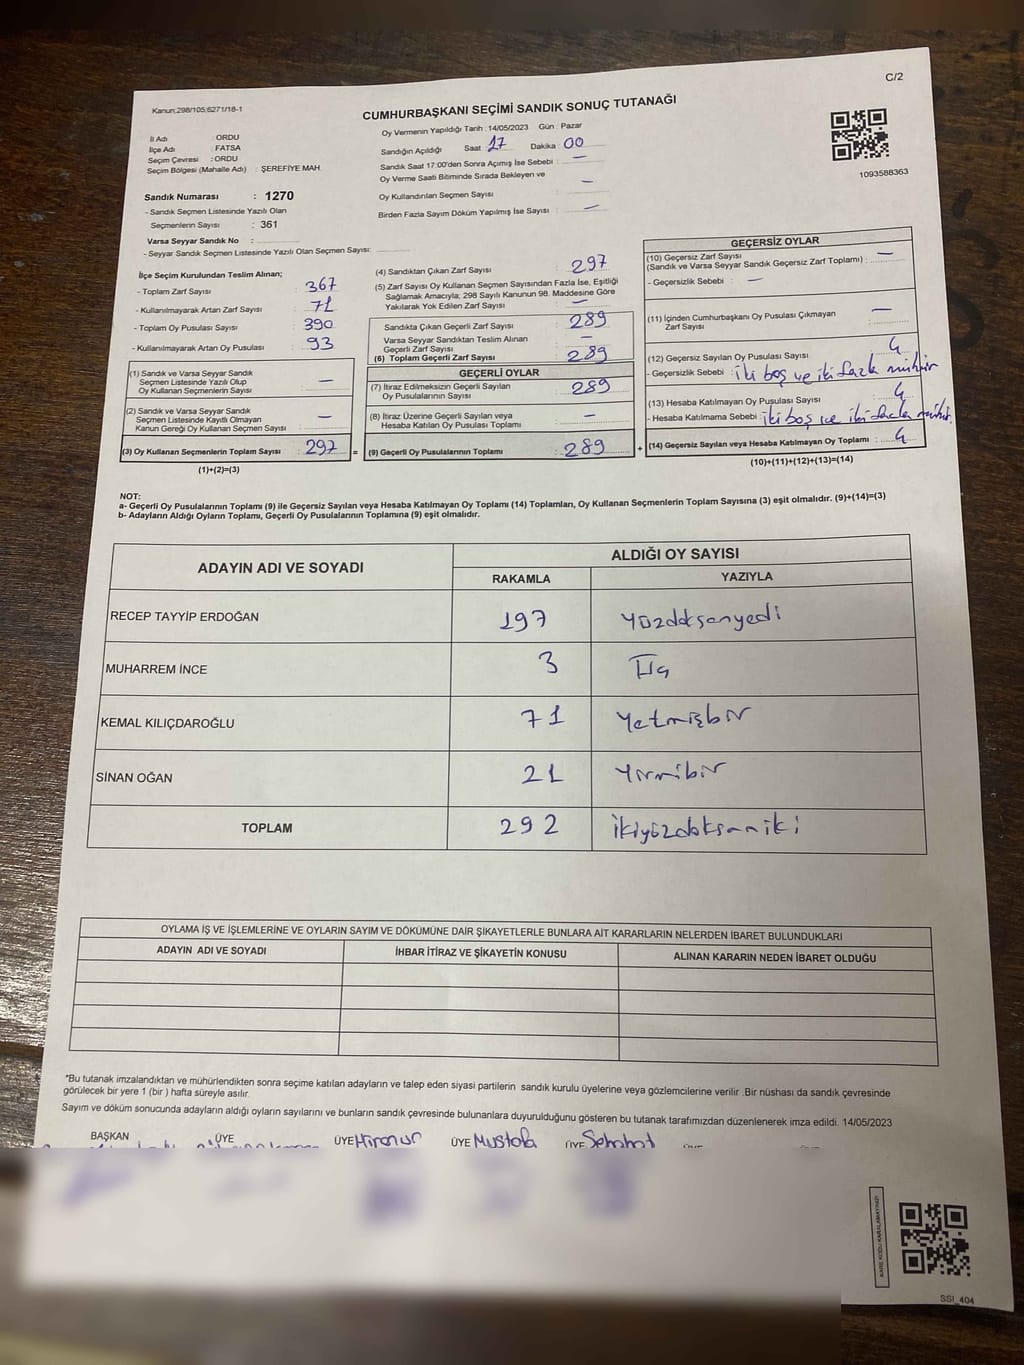 C/2
Kanun:298/105;6271/18-1
CUMHURBAŞKANI SEÇİMİ SANDIK SONUÇ TUTANAĞI
İl Adı : ORDU
İlçe Adı : FATSA
Seçim Çevresi : ORDU
Seçim Bölgesi (Mahalle Adı) : ŞEREFİYE MAH.
Oy Vermenin Yapıldığı Tarih : 14/05/2023 Gün : Pazar
Sandığın Açıldığı Saat : 17 Dakika : 00
Sandık Saat 17:00'den Sonra Açımış İse Sebebi : —
Oy Verme Saati Bitiminde Sırada Bekleyen ve
Oy Kullandırılan Seçmen Sayısı : —
Birden Fazla Sayım Döküm Yapılmış İse Sayısı : —
1093588363
Sandık Numarası : 1270
- Sandık Seçmen Listesinde Yazılı Olan
Seçmenlerin Sayısı : 361
Varsa Seyyar Sandık No :
- Seyyar Sandık Seçmen Listesinde Yazılı Olan Seçmen Sayısı:
İlçe Seçim Kurulundan Teslim Alınan;
- Toplam Zarf Sayısı : 367
- Kullanılmayarak Artan Zarf Sayısı : 71
- Toplam Oy Pusulası Sayısı : 390
- Kullanılmayarak Artan Oy Pusulası : 93
(1) Sandık ve Varsa Seyyar Sandık
Seçmen Listesinde Yazılı Olup
Oy Kullanan Seçmenlerin Sayısı —
(2) Sandık ve Varsa Seyyar Sandık
Seçmen Listesinde Kayıtlı Olmayan
Kanun Gereği Oy Kullanan Seçmen Sayısı —
(3) Oy Kullanan Seçmenlerin Toplam Sayısı : 297
(1)+(2)=(3)
=
(4) Sandıktan Çıkan Zarf Sayısı : 297
(5) Zarf Sayısı Oy Kullanan Seçmen Sayısından Fazla İse, Eşitliği
Sağlamak Amacıyla; 298 Sayılı Kanunun 98. Maddesine Göre
Yakılarak Yok Edilen Zarf Sayısı : —
Sandıkta Çıkan Geçerli Zarf Sayısı : 289
Varsa Seyyar Sandıktan Teslim Alınan
Geçerli Zarf Sayısı : —
(6) Toplam Geçerli Zarf Sayısı : 289
GEÇERLİ OYLAR
(7) İtiraz Edilmeksizin Geçerli Sayılan
Oy Pusulalarının Sayısı : 289
(8) İtiraz Üzerine Geçerli Sayılan veya
Hesaba Katılan Oy Pusulası Toplamı : —
(9) Geçerli Oy Pusulalarının Toplamı : 289
+
GEÇERSİZ OYLAR
(10) Geçersiz Zarf Sayısı
(Sandık ve Varsa Seyyar Sandık Geçersiz Zarf Toplamı) : —
- Geçersizlik Sebebi : —
(11) İçinden Cumhurbaşkanı Oy Pusulası Çıkmayan
Zarf Sayısı : —
(12) Geçersiz Sayılan Oy Pusulası Sayısı : 4
- Geçersizlik Sebebi : iki boş ve iki fazla mühür
(13) Hesaba Katılmayan Oy Pusulası Sayısı : 4
- Hesaba Katılmama Sebebi : iki boş ve iki fazla mühür
(14) Geçersiz Sayılan veya Hesaba Katılmayan Oy Toplamı : 4
(10)+(11)+(12)+(13)=(14)
NOT:
a- Geçerli Oy Pusulalarının Toplamı (9) ile Geçersiz Sayılan veya Hesaba Katılmayan Oy Toplamı (14) Toplamları, Oy Kullanan Seçmenlerin Toplam Sayısına (3) eşit olmalıdır. (9)+(14)=(3)
b- Adayların Aldığı Oyların Toplamı, Geçerli Oy Pusulalarının Toplamına (9) eşit olmalıdır.
ADAYIN ADI VE SOYADI
ALDIĞI OY SAYISI
RAKAMLA YAZIYLA
RECEP TAYYİP ERDOĞAN 197 Yüzdoksanyedi
MUHARREM İNCE 3 Üç
KEMAL KILIÇDAROĞLU 71 Yetmişbir
SİNAN OĞAN 21 Yirmibir
TOPLAM 292 ikiyüzdoksaniki
OYLAMA İŞ VE İŞLEMLERİNE VE OYLARIN SAYIM VE DÖKÜMÜNE DAİR ŞİKAYETLERLE BUNLARA AİT KARARLARIN NELERDEN İBARET BULUNDUKLARI
ADAYIN ADI VE SOYADI İHBAR İTİRAZ VE ŞİKAYETİN KONUSU ALINAN KARARIN NEDEN İBARET OLDUĞU
*Bu tutanak imzalandıktan ve mühürlendikten sonra seçime katılan adayların ve talep eden siyasi partilerin sandık kurulu üyelerine veya gözlemcilerine verilir .Bir nüshası da sandık çevresinde
görülecek bir yere 1 (bir ) hafta süreyle asılır.
Sayım ve döküm sonucunda adayların aldığı oyların sayılarını ve bunların sandık çevresinde bulunanlara duyurulduğunu gösteren bu tutanak tarafımızdan düzenlenerek imza edildi. 14/05/2023
BAŞKAN ÜYE ÜYE ÜYE Mustafa ÜYE
KARE KODU KARALAMAYINIZ!
SSI_404